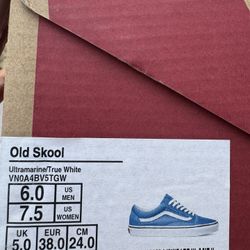 Old Skool
Ultramarine/True White
VN0A4BV5TGW
6.0 US MEN
7.5 US WOMEN
UK EUR CM
5.0 38.0 24.0